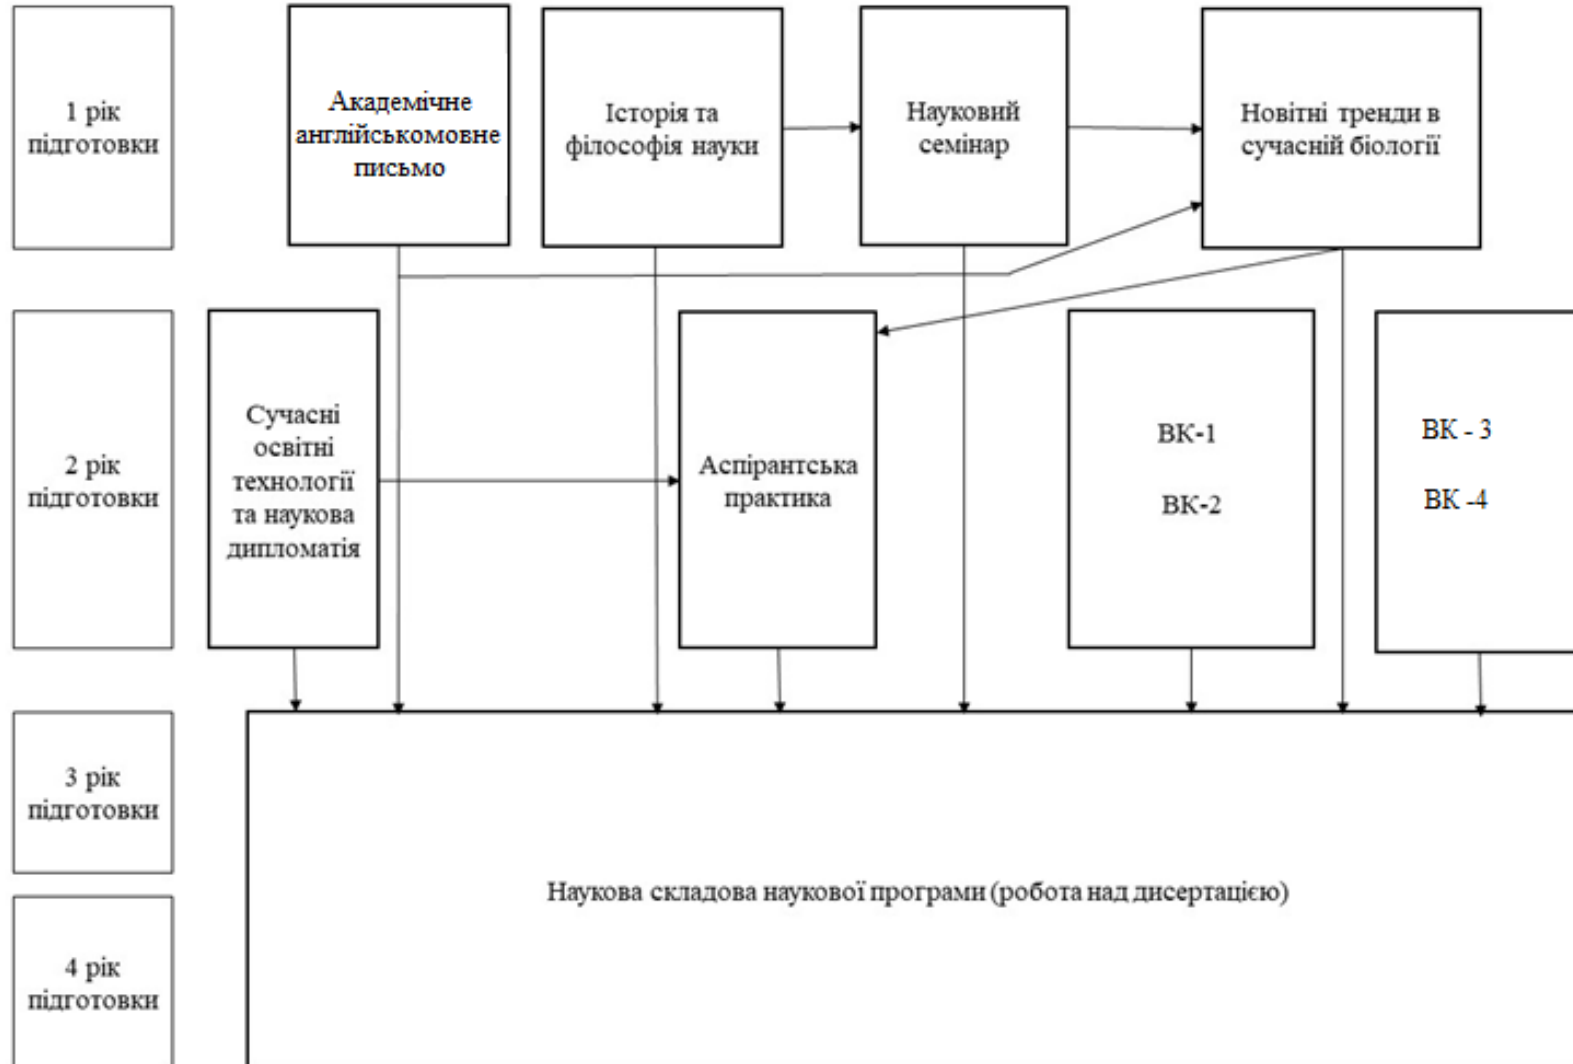 1 рік
підготовки
Академічне
англійськомовне
письмо
Історія та
філософія науки
Науковий
семінар
Новітні тренди в
сучасній біології
2 рік
підготовки
Сучасні
освітні
технології
та наукова
дипломатія
Аспірантська
практика
ВК-1
ВК-2
ВК - 3
ВК -4
3 рік
підготовки
Наукова складова наукової програми (робота над дисертацією)
4 рік
підготовки